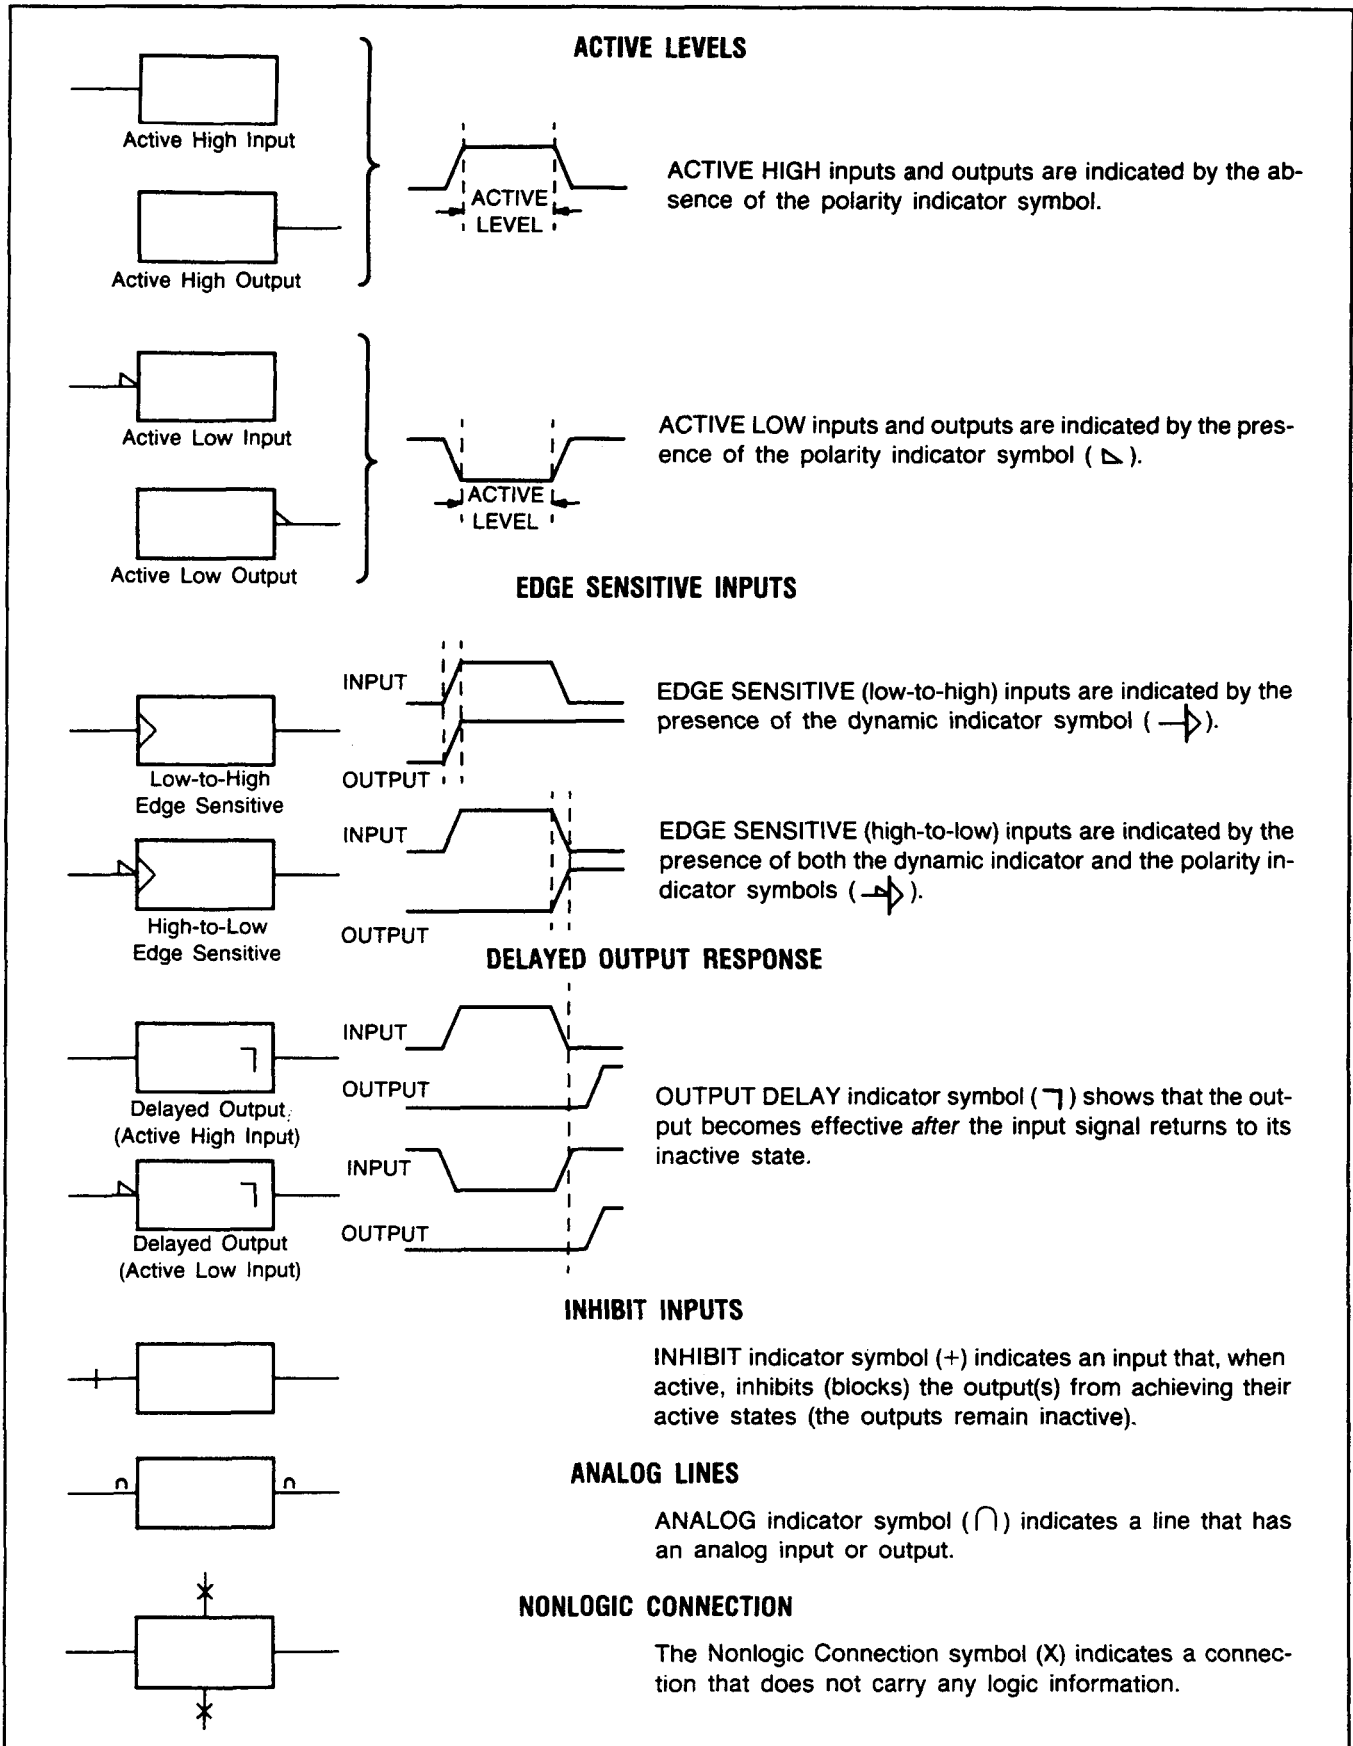 ACTIVE LEVELS
Active High Input
Active High Output
ACTIVE
LEVEL
ACTIVE HIGH inputs and outputs are indicated by the ab-
sence of the polarity indicator symbol.
Active Low Input
Active Low Output
ACTIVE
LEVEL
ACTIVE LOW inputs and outputs are indicated by the pres-
ence of the polarity indicator symbol ( ).
EDGE SENSITIVE INPUTS
Low-to-High
Edge Sensitive
INPUT
OUTPUT
EDGE SENSITIVE (low-to-high) inputs are indicated by the
presence of the dynamic indicator symbol ( ).
High-to-Low
Edge Sensitive
INPUT
OUTPUT
EDGE SENSITIVE (high-to-low) inputs are indicated by the
presence of both the dynamic indicator and the polarity in-
dicator symbols ( ).
DELAYED OUTPUT RESPONSE
Delayed Output
(Active High Input)
INPUT
OUTPUT
Delayed Output
(Active Low Input)
INPUT
OUTPUT
OUTPUT DELAY indicator symbol (ㄱ) shows that the out-
put becomes effective after the input signal returns to its
inactive state.
INHIBIT INPUTS
INHIBIT indicator symbol (+) indicates an input that, when
active, inhibits (blocks) the output(s) from achieving their
active states (the outputs remain inactive).
ANALOG LINES
ANALOG indicator symbol (∩) indicates a line that has
an analog input or output.
NONLOGIC CONNECTION
The Nonlogic Connection symbol (X) indicates a connec-
tion that does not carry any logic information.